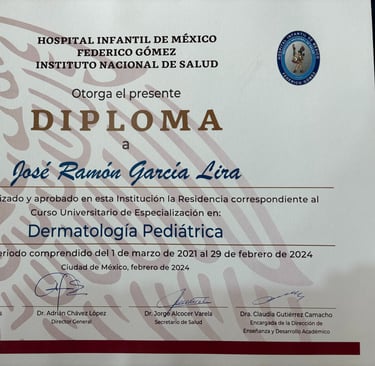 HOSPITAL INFANTIL DE MÉXICO
FEDERICO GÓMEZ
INSTITUTO NACIONAL DE SALUD
Otorga el presente
DIPLOMA
a
José Ramón García Lira
izado y aprobado en esta Institución la Residencia correspondiente al
Curso Universitario de Especialización en:
Dermatología Pediátrica
eriodo comprendido del 1 de marzo de 2021 al 29 de febrero de 2024
Ciudad de México, febrero de 2024
Dr. Adrián Chávez López
Director General
Dr. Jorge Alcocer Varela
Secretario de Salud
Dra. Claudia Gutiérrez Camacho
Encargada de la Dirección de
Enseñanza y Desarrollo Académico